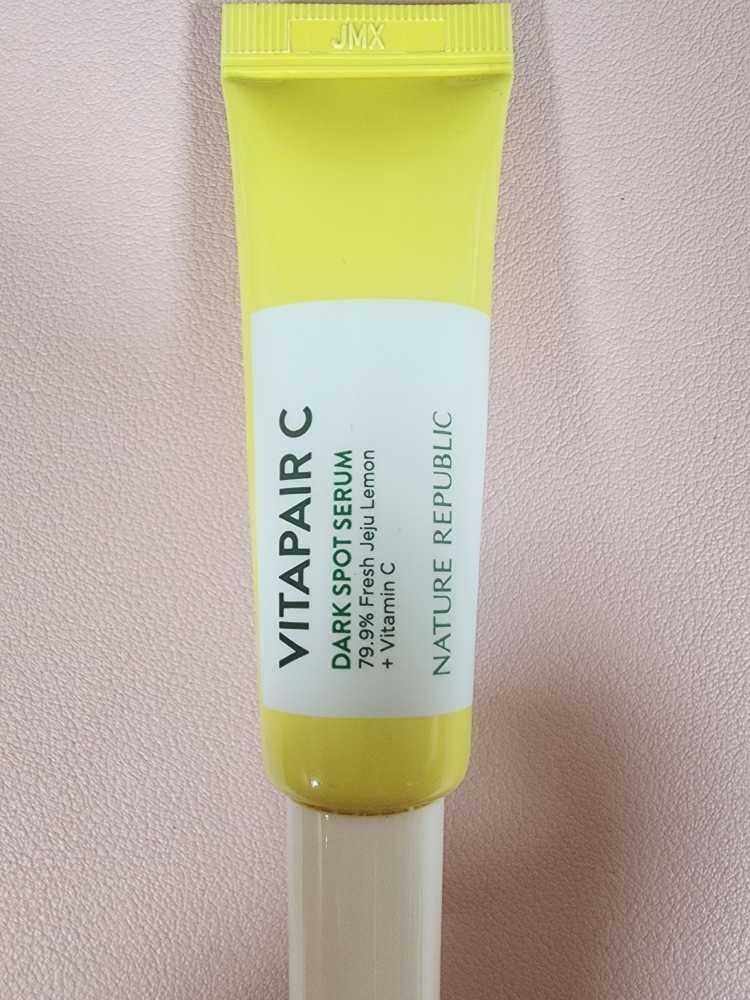 JMX
VITAPAIR C
DARK SPOT SERUM
79.9% Fresh Jeju Lemon
+ Vitamin C
NATURE REPUBLIC